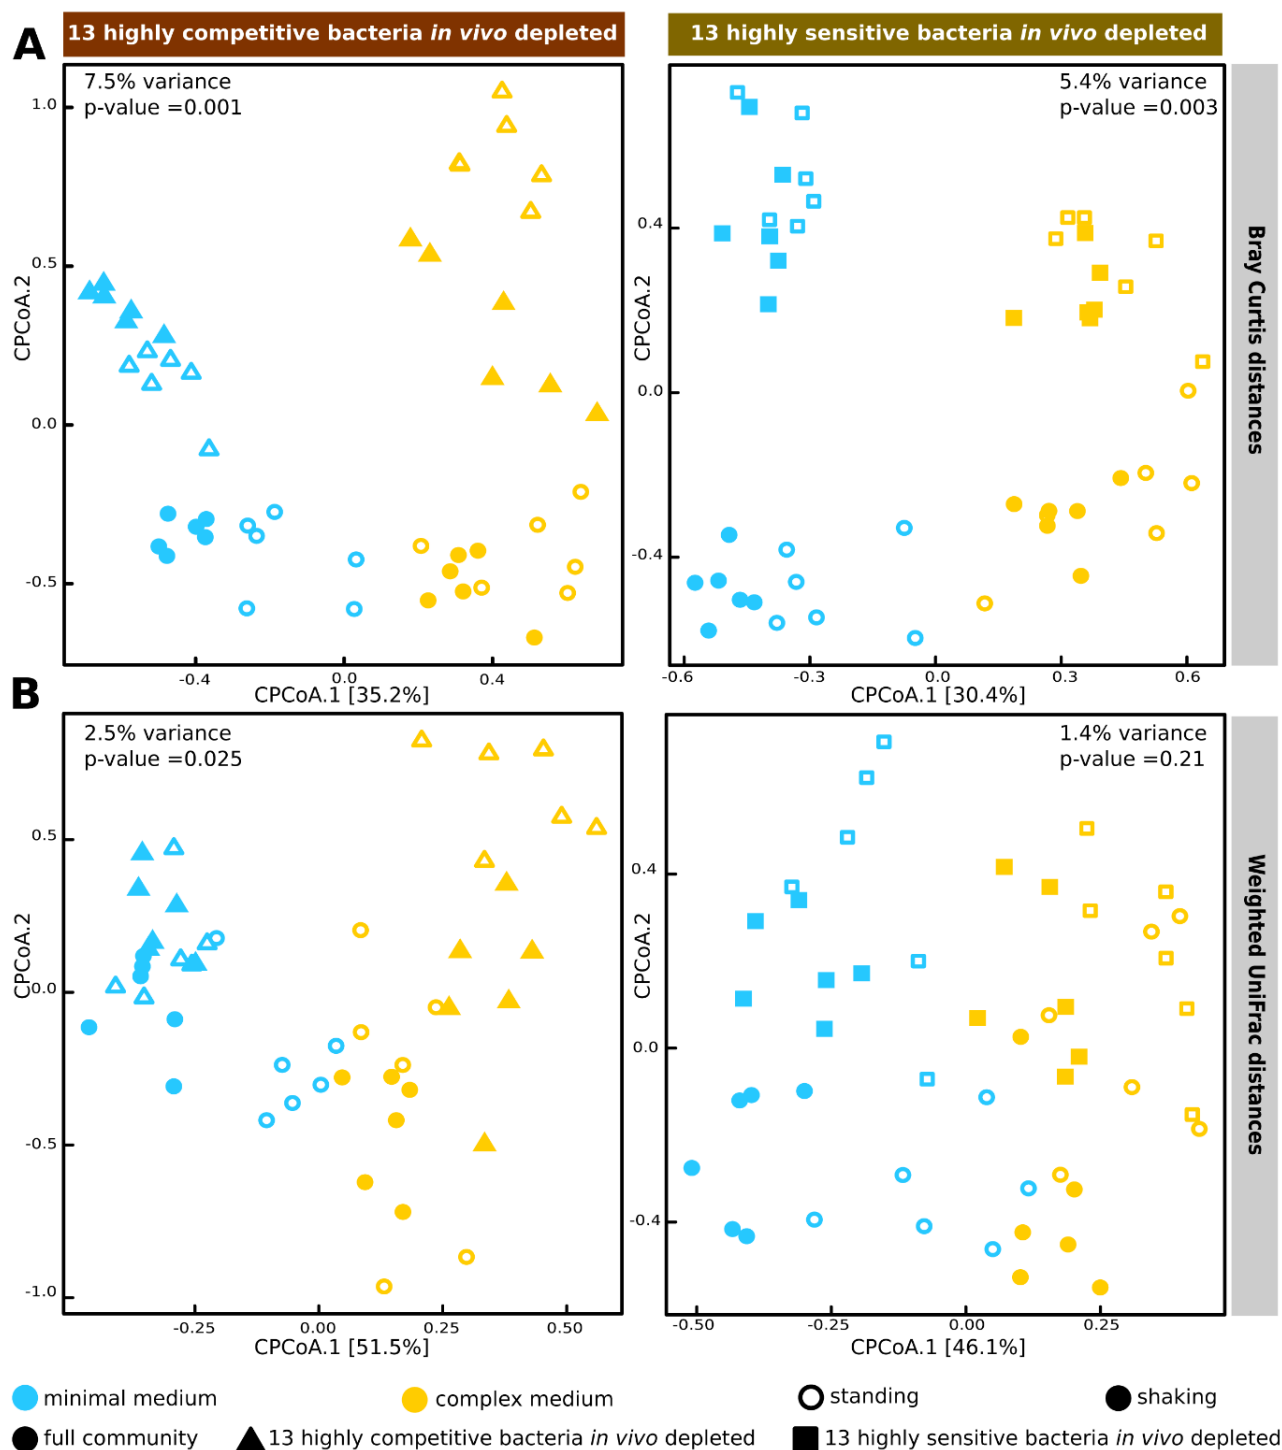 A
13 highly competitive bacteria in vivo depleted
13 highly sensitive bacteria in vivo depleted
7.5% variance
p-value =0.001
1.0
0.5
0.0
-0.5
CPCoA.2
-0.4
0.0
0.4
CPCoA.1 [35.2%]
5.4% variance
p-value =0.003
0.4
0.0
-0.4
CPCoA.2
-0.6
-0.3
0.0
0.3
0.6
CPCoA.1 [30.4%]
Bray Curtis distances
B
2.5% variance
p-value =0.025
0.5
0.0
-0.5
-1.0
CPCoA.2
-0.25
0.00
0.25
0.50
CPCoA.1 [51.5%]
1.4% variance
p-value =0.21
0.4
0.0
-0.4
CPCoA.2
-0.50
-0.25
0.00
0.25
CPCoA.1 [46.1%]
Weighted UniFrac distances
minimal medium
complex medium
standing
shaking
full community
13 highly competitive bacteria in vivo depleted
13 highly sensitive bacteria in vivo depleted